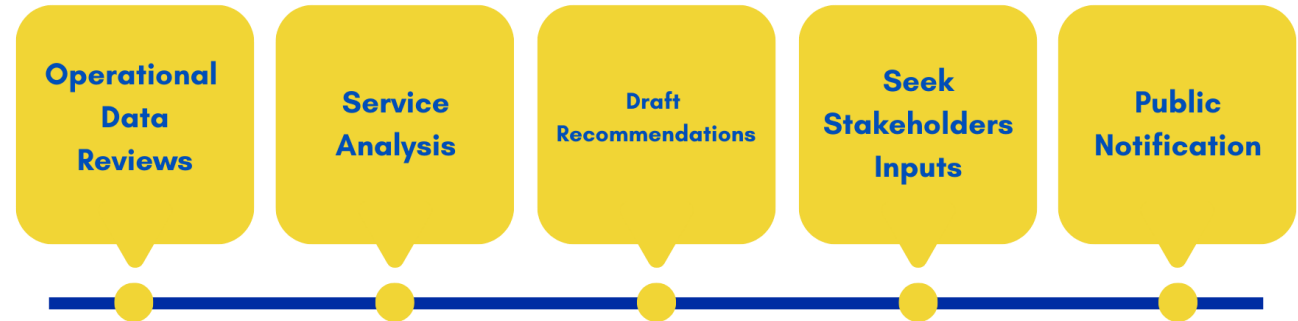 Operational
Data
Reviews
Service
Analysis
Draft
Recommendations
Seek
Stakeholders
Inputs
Public
Notification